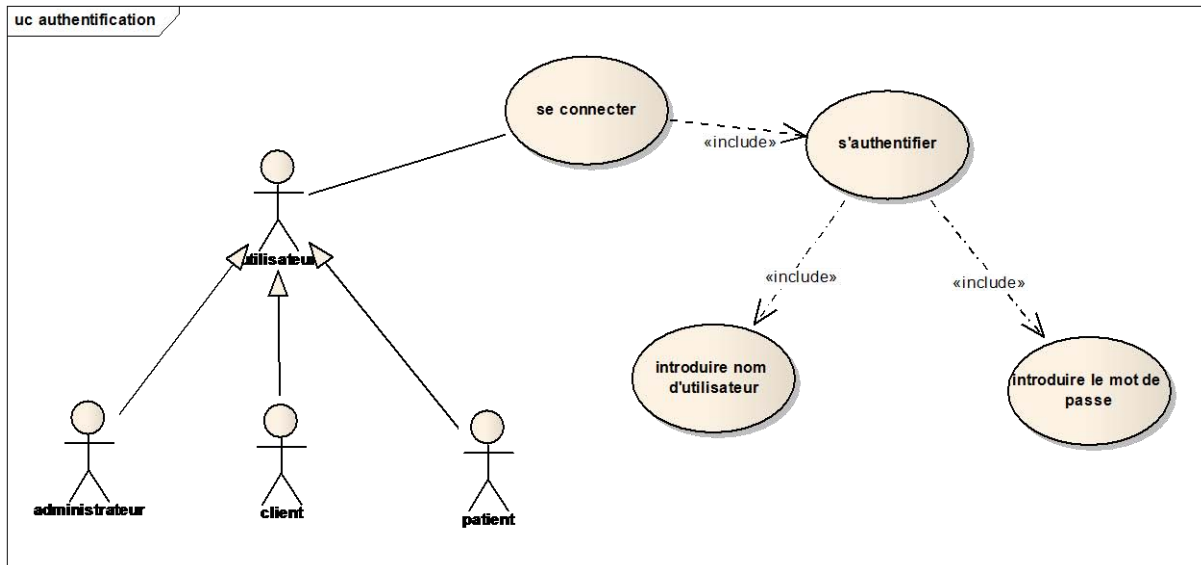 uc authentification
se connecter
«include»
s'authentifier
utilisateur
«include»
«include»
introduire nom
d'utilisateur
introduire le mot de
passe
administrateur
client
patient